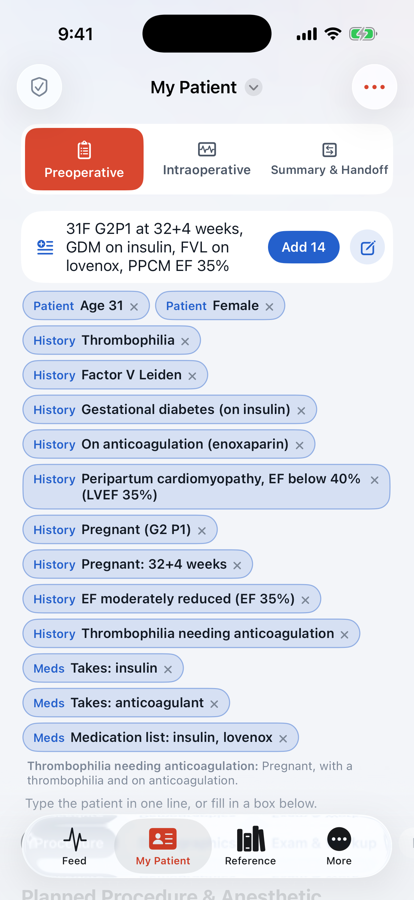 9:41
My Patient
Preoperative
Intraoperative
Summary & Handoff
31F G2P1 at 32+4 weeks,
GDM on insulin, FVL on
lovenox, PPCM EF 35%
Add 14
Patient Age 31 ×
Patient Female ×
History Thrombophilia ×
History Factor V Leiden ×
History Gestational diabetes (on insulin) ×
History On anticoagulation (enoxaparin) ×
History Peripartum cardiomyopathy, EF below 40% ×
(LVEF 35%)
History Pregnant (G2 P1) ×
History Pregnant: 32+4 weeks ×
History EF moderately reduced (EF 35%) ×
History Thrombophilia needing anticoagulation ×
Meds Takes: insulin ×
Meds Takes: anticoagulant ×
Meds Medication list: insulin, lovenox ×
Thrombophilia needing anticoagulation: Pregnant, with a
thrombophilia and on anticoagulation.
Type the patient in one line, or fill in a box below.
Feed
My Patient
Reference
More
Planned Procedure & Anesthetic